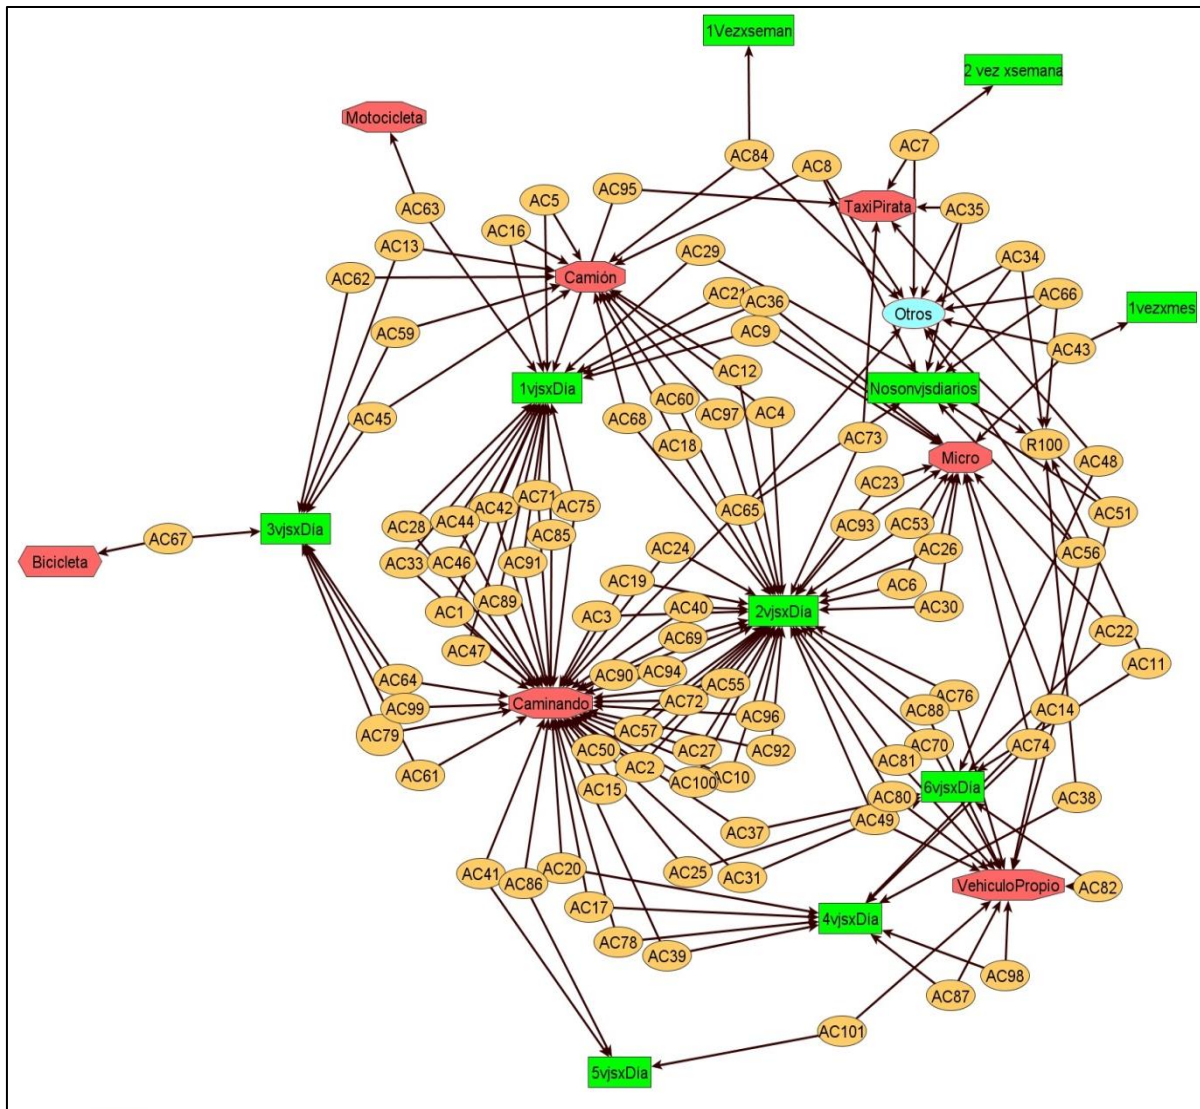 1Vezxseman
2 vez xsemana
Motocicleta
AC7
AC84
AC8
AC95
AC5
TaxiPirata
AC35
AC63
AC16
AC13
AC29
AC34
AC62
Camión
AC66
AC21
AC36
1vezxmes
Otros
AC59
AC9
AC43
AC12
1vjsxDía
Nosonvjsdiarios
AC60
AC4
AC45
AC68
AC97
AC73
AC18
R100
Micro
AC48
AC23
AC71
AC42
AC75
AC65
AC51
AC28
AC44
AC93
AC53
3vjsxDía
AC67
AC85
AC24
AC26
AC56
Bicicleta
AC33
AC46
AC91
AC19
AC6
AC89
AC40
AC30
AC1
AC3
2vjsxDía
AC22
AC69
AC47
AC90
AC94
AC11
AC64
AC55
AC76
AC72
AC99
Caminando
AC88
AC14
AC96
AC79
AC57
AC50
AC27
AC92
AC70
AC74
AC81
AC2
AC61
AC15
AC100
AC10
6vjsxDía
AC80
AC38
AC49
AC37
AC41
AC20
AC25
AC31
AC86
VehiculoPropio
AC82
AC17
4vjsxDía
AC78
AC39
AC98
AC87
AC101
5vjsxDía